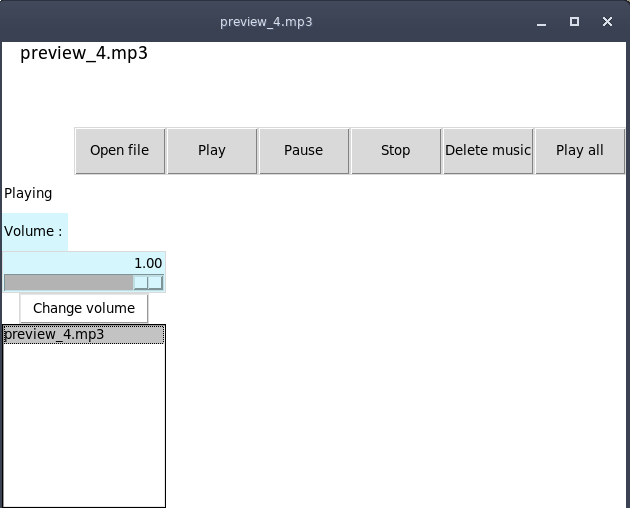 preview_4.mp3
preview_4.mp3
Open file Play Pause Stop Delete music Play all
Playing
Volume :
1.00
Change volume
preview_4.mp3